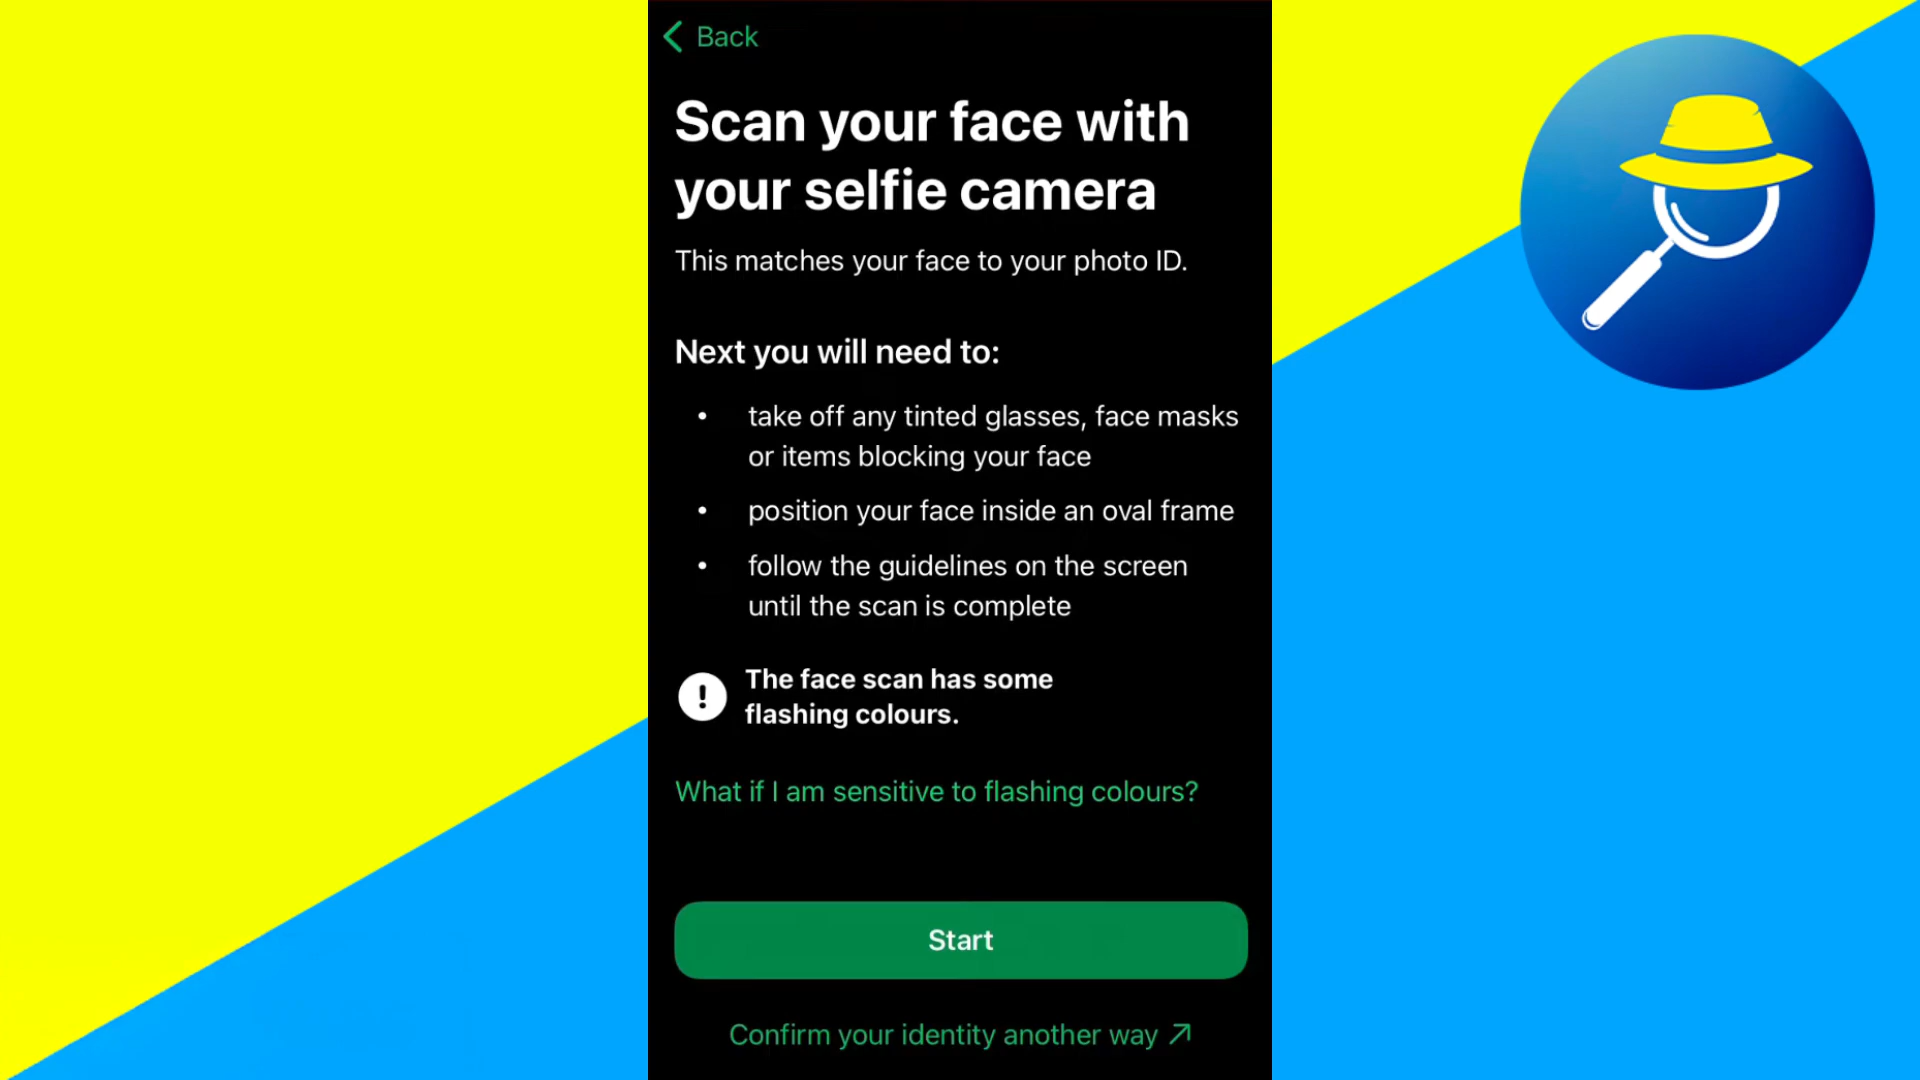 Back
Scan your face with
your selfie camera
This matches your face to your photo ID.
Next you will need to:
• take off any tinted glasses, face masks
or items blocking your face
• position your face inside an oval frame
• follow the guidelines on the screen
until the scan is complete
! The face scan has some
flashing colours.
What if I am sensitive to flashing colours?
Start
Confirm your identity another way